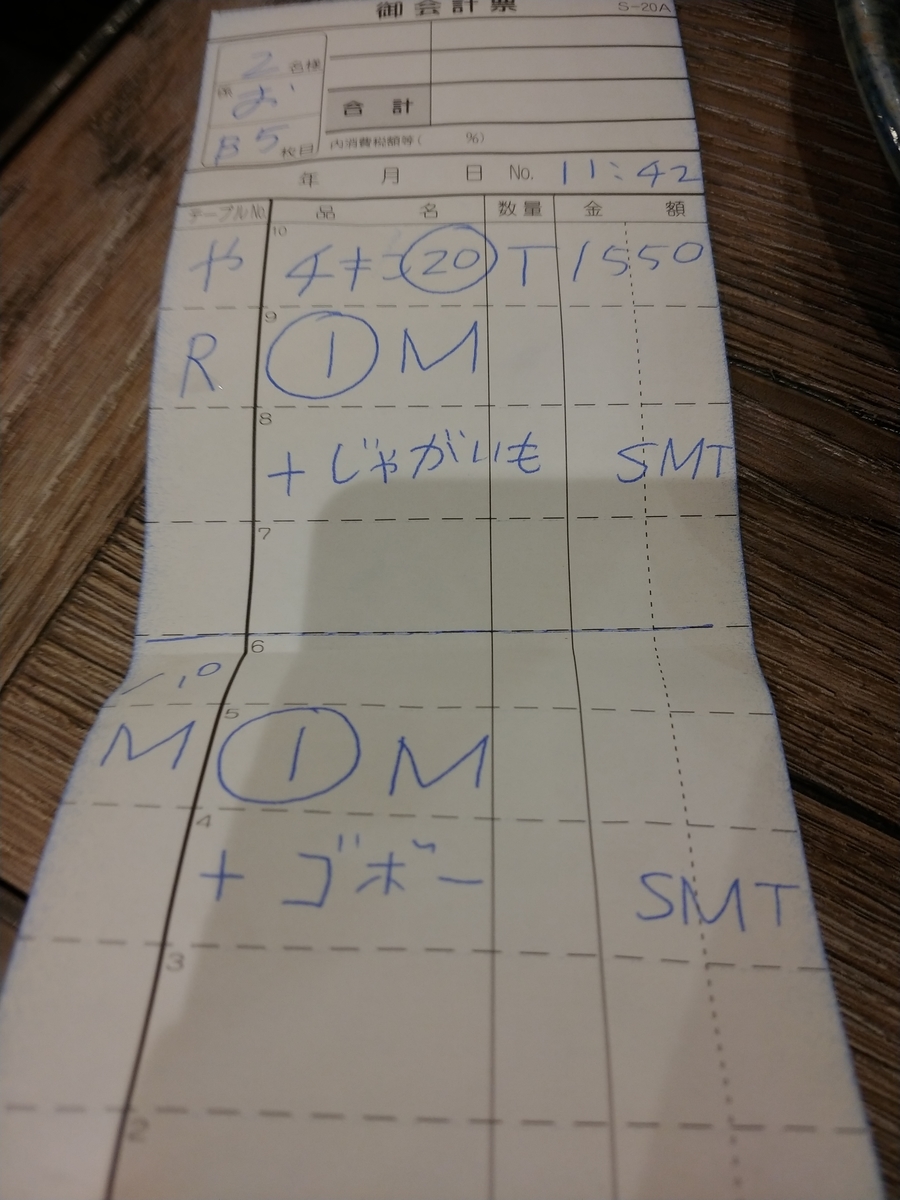 御会計票 S-20A
2 名様
係 お
B5 枚目
合計
内消費税額等( %)
年 月 日 No. 11:42
テーブルNo. 品名 数量 金額
10
や チキン 20 T 1550
9
R 1 M
8
+ じゃがいも SMT
7
6
5
M 1 M
4
+ ゴボー SMT
3
2